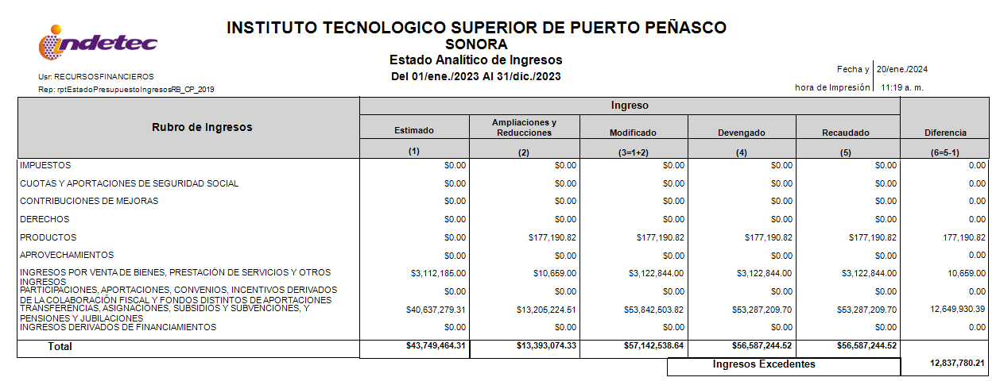 INSTITUTO TECNOLOGICO SUPERIOR DE PUERTO PEÑASCO
SONORA
indetec
Estado Analítico de Ingresos
Del 01/ene./2023 Al 31/dic./2023
Fecha y 20/ene./2024
Usr: RECURSOSFINANCIEROS
hora de Impresión 11:19 a. m.
Rep: rptEstadoPresupuestoIngresosRB_CP_2019
Rubro de Ingresos
Ingreso
Estimado Ampliaciones y Reducciones Modificado Devengado Recaudado Diferencia
(1) (2) (3=1+2) (4) (5) (6=5-1)
IMPUESTOS $0.00 $0.00 $0.00 $0.00 $0.00 0.00
CUOTAS Y APORTACIONES DE SEGURIDAD SOCIAL $0.00 $0.00 $0.00 $0.00 $0.00 0.00
CONTRIBUCIONES DE MEJORAS $0.00 $0.00 $0.00 $0.00 $0.00 0.00
DERECHOS $0.00 $0.00 $0.00 $0.00 $0.00 0.00
PRODUCTOS $0.00 $177,190.82 $177,190.82 $177,190.82 $177,190.82 177,190.82
APROVECHAMIENTOS $0.00 $0.00 $0.00 $0.00 $0.00 0.00
INGRESOS POR VENTA DE BIENES, PRESTACIÓN DE SERVICIOS Y OTROS $3,112,185.00 $10,659.00 $3,122,844.00 $3,122,844.00 $3,122,844.00 10,659.00
INGRESOS
PARTICIPACIONES, APORTACIONES, CONVENIOS, INCENTIVOS DERIVADOS $0.00 $0.00 $0.00 $0.00 $0.00 0.00
DE LA COLABORACIÓN FISCAL Y FONDOS DISTINTOS DE APORTACIONES
TRANSFERENCIAS, ASIGNACIONES, SUBSIDIOS Y SUBVENCIONES, Y $40,637,279.31 $13,205,224.51 $53,842,503.82 $53,287,209.70 $53,287,209.70 12,649,930.39
PENSIONES Y JUBILACIONES
INGRESOS DERIVADOS DE FINANCIAMIENTOS $0.00 $0.00 $0.00 $0.00 $0.00 0.00
Total $43,749,464.31 $13,393,074.33 $57,142,538.64 $56,587,244.52 $56,587,244.52
Ingresos Excedentes 12,837,780.21